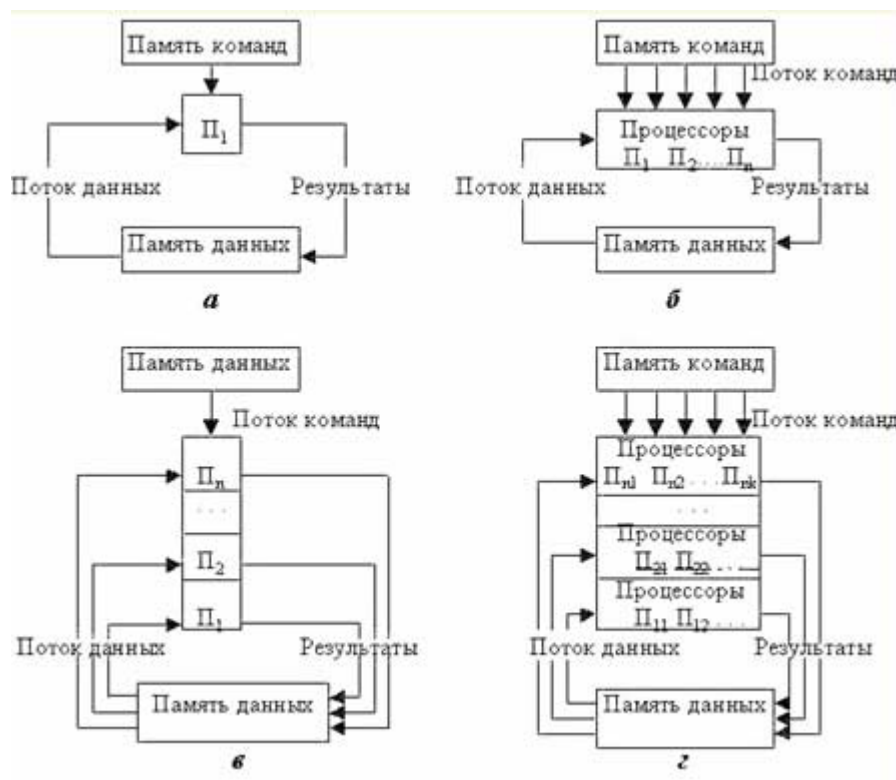 Память команд
П1
Поток данных
Результаты
Память данных
а
Память команд
Поток команд
Процессоры
П1 П2....Пn
Поток данных
Результаты
Память данных
б
Память данных
Поток команд
Пn
...
П2
П1
Поток данных
Результаты
Память данных
в
Память команд
Поток команд
Процессоры
Пn1 Пn2....Пnk
...
Процессоры
П21 П22....
Процессоры
П11 П12....
Поток данных
Результаты
Память данных
г